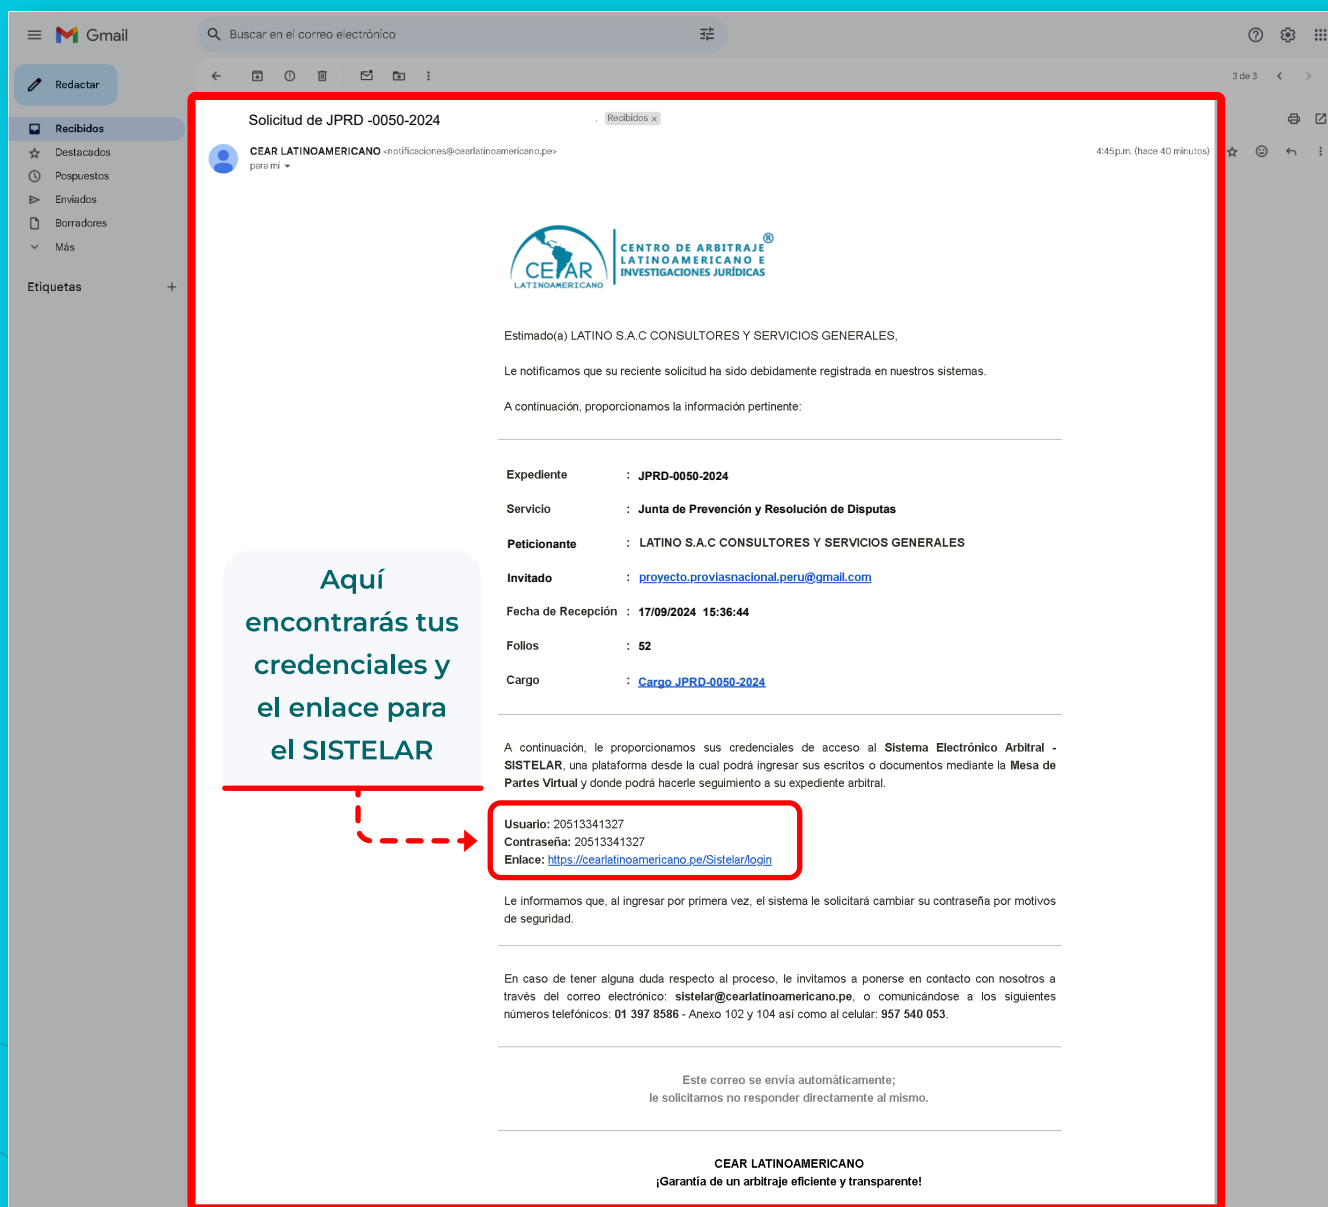 Gmail
Buscar en el correo electrónico
Redactar
3 de 3
Recibidos
Destacados
Pospuestos
Enviados
Borradores
Más
Etiquetas
Solicitud de JPRD -0050-2024
Recibidos x
CEAR LATINOAMERICANO <notificaciones@cearlatinoamericano.pe>
4:45 p.m. (hace 40 minutos)
para mí
CEAR
LATINOAMERICANO
CENTRO DE ARBITRAJE®
LATINOAMERICANO E
INVESTIGACIONES JURÍDICAS
Estimado(a) LATINO S.A.C CONSULTORES Y SERVICIOS GENERALES,
Le notificamos que su reciente solicitud ha sido debidamente registrada en nuestros sistemas.
A continuación, proporcionamos la información pertinente:
Expediente : JPRD-0050-2024
Servicio : Junta de Prevención y Resolución de Disputas
Peticionante : LATINO S.A.C CONSULTORES Y SERVICIOS GENERALES
Invitado : proyecto.proviasnacional.peru@gmail.com
Fecha de Recepción : 17/09/2024 15:36:44
Folios : 52
Cargo : Cargo JPRD-0050-2024
Aquí
encontrarás tus
credenciales y
el enlace para
el SISTELAR
A continuación, le proporcionamos sus credenciales de acceso al Sistema Electrónico Arbitral -
SISTELAR, una plataforma desde la cual podrá ingresar sus escritos o documentos mediante la Mesa de
Partes Virtual y donde podrá hacerle seguimiento a su expediente arbitral.
Usuario: 20513341327
Contraseña: 20513341327
Enlace: https://cearlatinoamericano.pe/Sistelar/login
Le informamos que, al ingresar por primera vez, el sistema le solicitará cambiar su contraseña por motivos
de seguridad.
En caso de tener alguna duda respecto al proceso, le invitamos a ponerse en contacto con nosotros a
través del correo electrónico: sistelar@cearlatinoamericano.pe, o comunicándose a los siguientes
números telefónicos: 01 397 8586 - Anexo 102 y 104 así como al celular: 957 540 053.
Este correo se envía automáticamente;
le solicitamos no responder directamente al mismo.
CEAR LATINOAMERICANO
¡Garantía de un arbitraje eficiente y transparente!